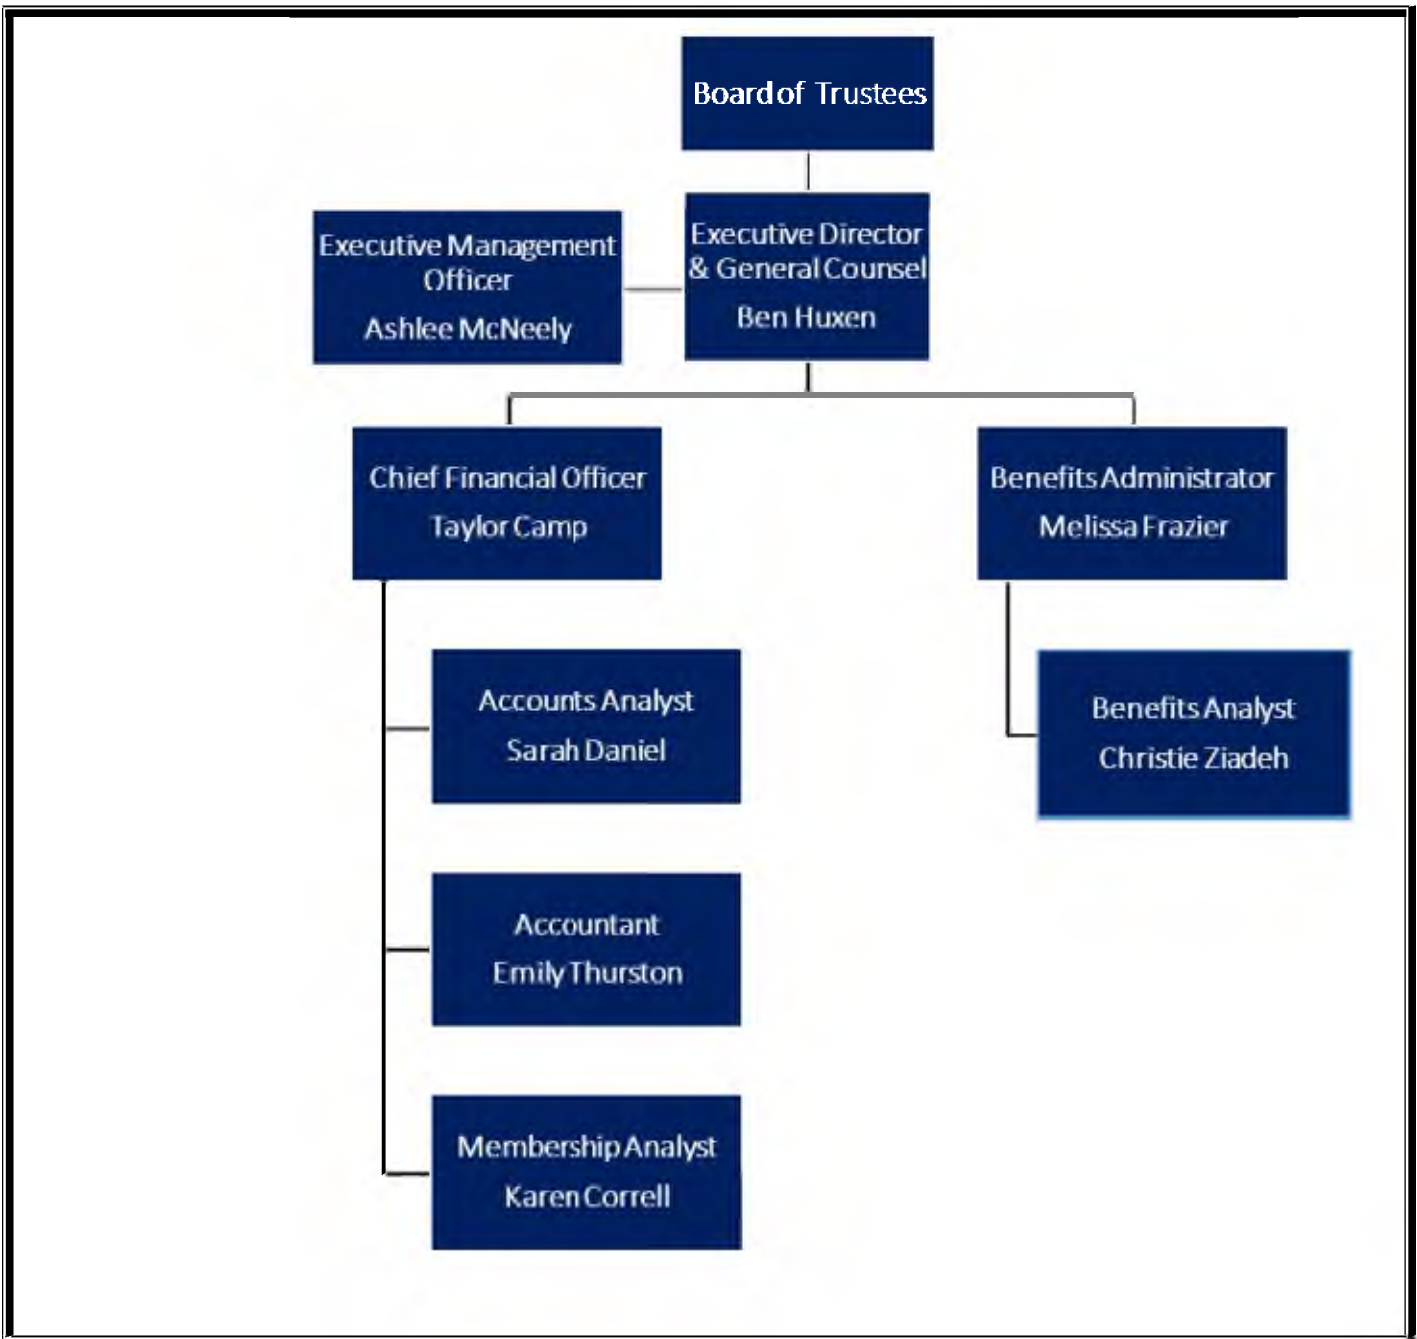 Board of Trustees
Executive Management
Officer
Ashlee McNeely
Executive Director
& General Counsel
Ben Huxen
Chief Financial Officer
Taylor Camp
Benefits Administrator
Melissa Frazier
Accounts Analyst
Sarah Daniel
Benefits Analyst
Christie Ziadeh
Accountant
Emily Thurston
Membership Analyst
Karen Correll